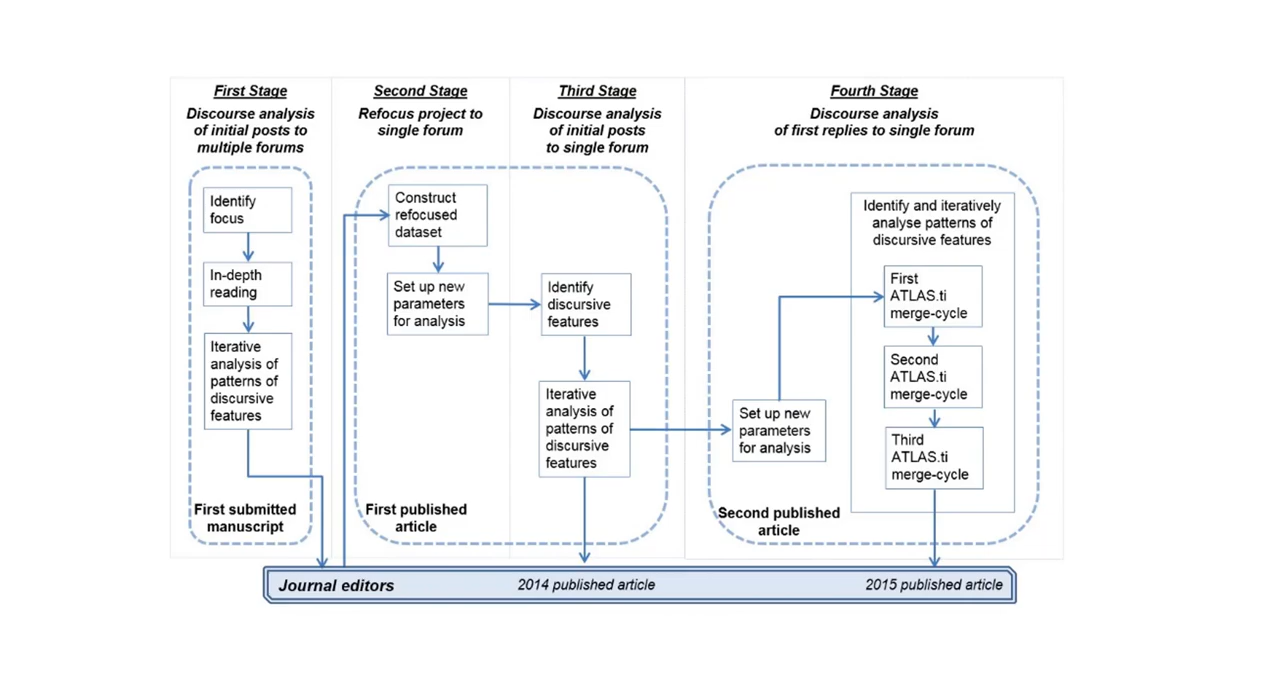 First Stage
Discourse analysis
of initial posts to
multiple forums
Identify
focus
In-depth
reading
Iterative
analysis of
patterns of
discursive
features
First submitted
manuscript
Second Stage
Refocus project to
single forum
Construct
refocused
dataset
Set up new
parameters
for analysis
First published
article
Third Stage
Discourse analysis
of initial posts
to single forum
Identify
discursive
features
Iterative
analysis of
patterns of
discursive
features
Fourth Stage
Discourse analysis
of first replies to single forum
Set up new
parameters
for analysis
Identify and iteratively
analyse patterns of
discursive features
First
ATLAS.ti
merge-cycle
Second
ATLAS.ti
merge-cycle
Third
ATLAS.ti
merge-cycle
Second published
article
Journal editors
2014 published article
2015 published article